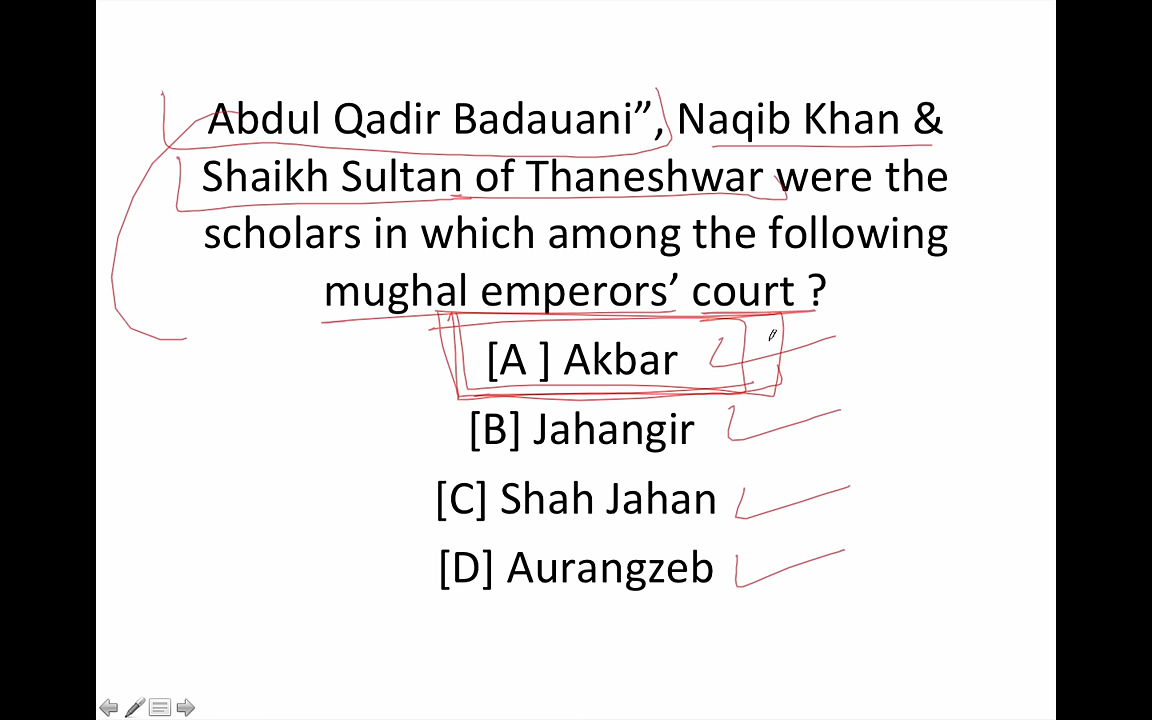 Abdul Qadir Badauani”, Naqib Khan &
Shaikh Sultan of Thaneshwar were the
scholars in which among the following
mughal emperors’ court ?
[A ] Akbar
[B] Jahangir
[C] Shah Jahan
[D] Aurangzeb